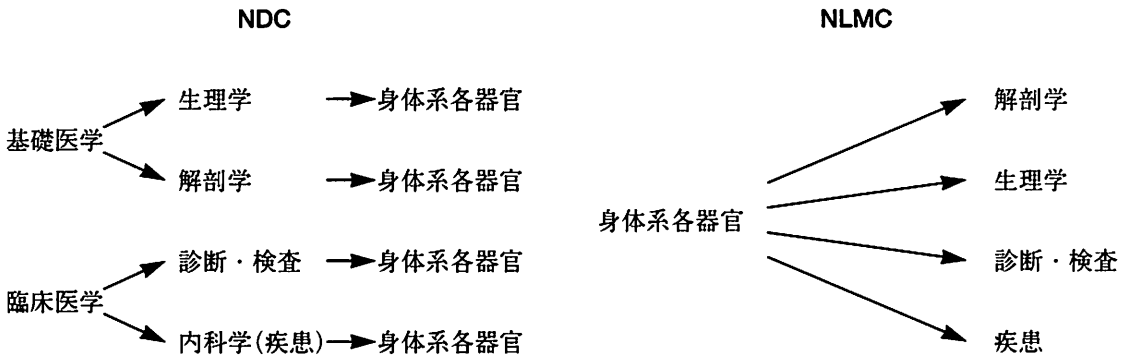 NDC
基礎医学
生理学
身体系各器官
解剖学
身体系各器官
臨床医学
診断・検査
身体系各器官
内科学(疾患)
身体系各器官
NLMC
身体系各器官
解剖学
生理学
診断・検査
疾患